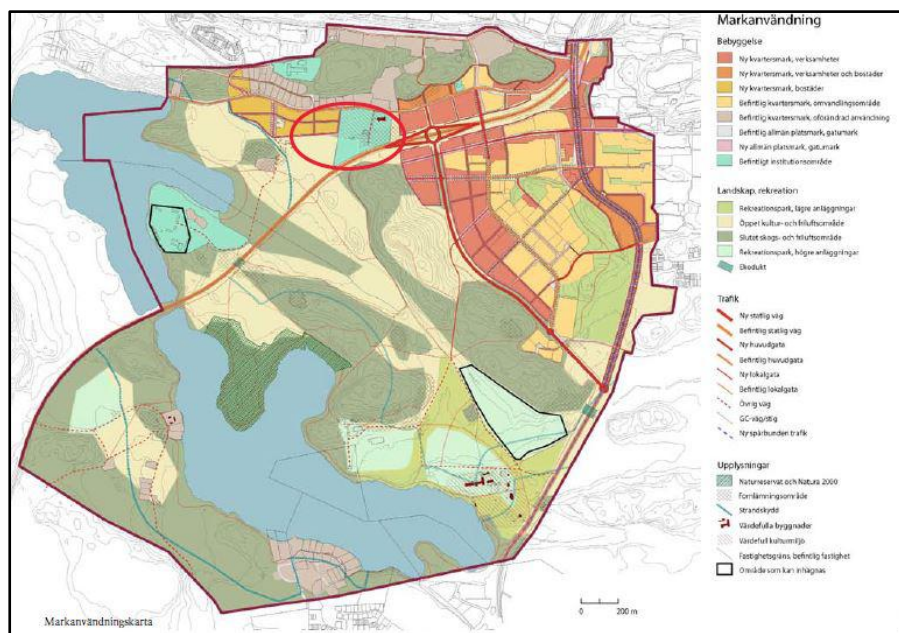 Markanvändning
Bebyggelse
Ny kvartersmark, verksamheter
Ny kvartersmark, verksamheter och bostäder
Ny kvartersmark, bostäder
Befintlig kvartersmark, omvandlingsområde
Befintlig kvartersmark, oförändrad användning
Befintlig allmän platsmark, gatumark
Ny allmän platsmark, gatumark
Befintligt institutionsområde
Landskap, rekreation
Rekreationspark, lägre anläggningar
Öppet kultur- och friluftsområde
Slutet skogs- och friluftsområde
Rekreationspark, högre anläggningar
Ekodukt
Trafik
Ny statlig väg
Befintlig statlig väg
Ny huvudgata
Befintlig huvudgata
Ny lokalgata
Befintlig lokalgata
Övrig väg
GC-väg/stig
Ny spårbunden trafik
Upplysningar
Naturreservat och Natura 2000
Fornlämningsområde
Strandskydd
Värdefulla byggnader
Värdefull kulturmiljö
Fastighetsgräns, befintlig fastighet
Område som kan inhägnas
0 200 m
Markanvändningskarta